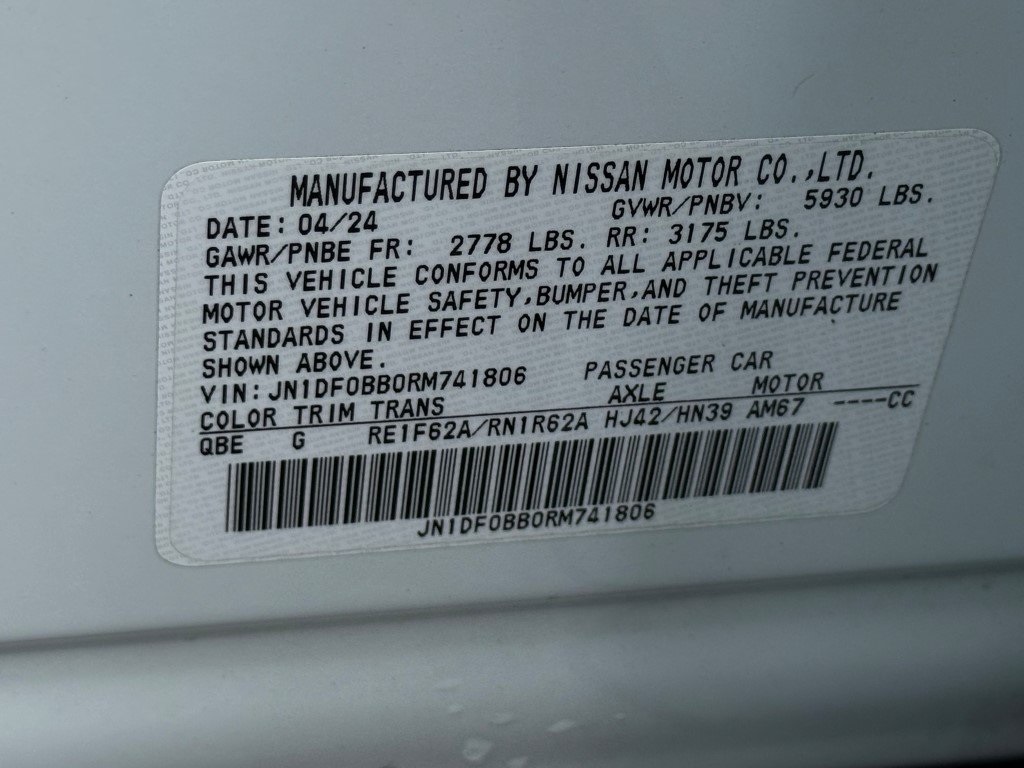 MANUFACTURED BY NISSAN MOTOR CO.,LTD.
DATE: 04/24 GVWR/PNBV: 5930 LBS.
GAWR/PNBE FR: 2778 LBS. RR: 3175 LBS.
THIS VEHICLE CONFORMS TO ALL APPLICABLE FEDERAL
MOTOR VEHICLE SAFETY,BUMPER,AND THEFT PREVENTION
STANDARDS IN EFFECT ON THE DATE OF MANUFACTURE
SHOWN ABOVE.
VIN:JN1DF0BB0RM741806 PASSENGER CAR
COLOR TRIM TRANS AXLE MOTOR
QBE G RE1F62A/RN1R62A HJ42/HN39 AM67 ----CC
JN1DF0BB0RM741806